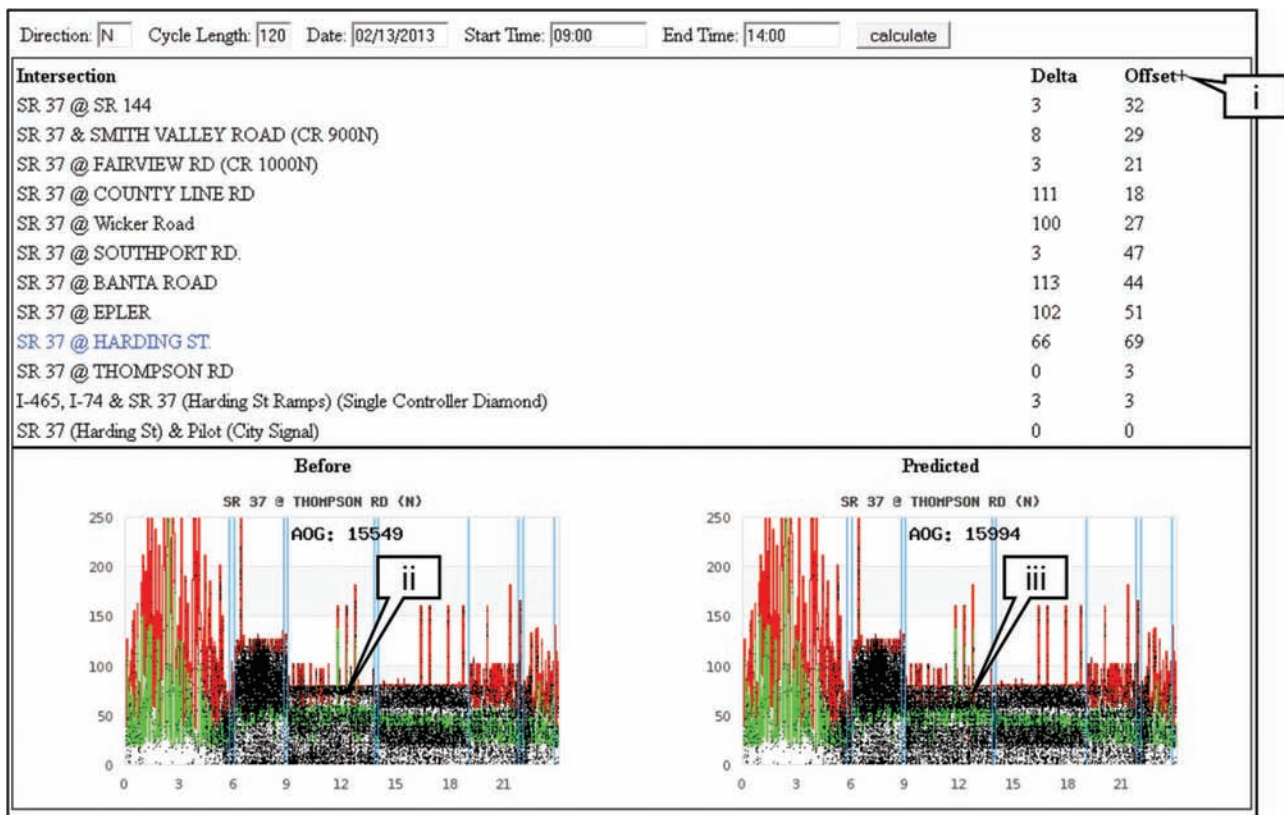 Direction: N Cycle Length: 120 Date: 02/13/2013 Start Time: 09:00 End Time: 14:00 calculate
Intersection Delta Offset+
i
SR 37 @ SR 144 3 32
SR 37 & SMITH VALLEY ROAD (CR 900N) 8 29
SR 37 @ FAIRVIEW RD (CR 1000N) 3 21
SR 37 @ COUNTY LINE RD 111 18
SR 37 @ Wicker Road 100 27
SR 37 @ SOUTHPORT RD. 3 47
SR 37 @ BANTA ROAD 113 44
SR 37 @ EPLER 102 51
SR 37 @ HARDING ST. 66 69
SR 37 @ THOMPSON RD 0 3
I-465, I-74 & SR 37 (Harding St Ramps) (Single Controller Diamond) 3 3
SR 37 (Harding St) & Pilot (City Signal) 0 0
Before
SR 37 @ THOMPSON RD (N)
AOG: 15549
ii
250
200
150
100
50
0
0 3 6 9 12 15 18 21
Predicted
SR 37 @ THOMPSON RD (N)
AOG: 15994
iii
250
200
150
100
50
0
0 3 6 9 12 15 18 21